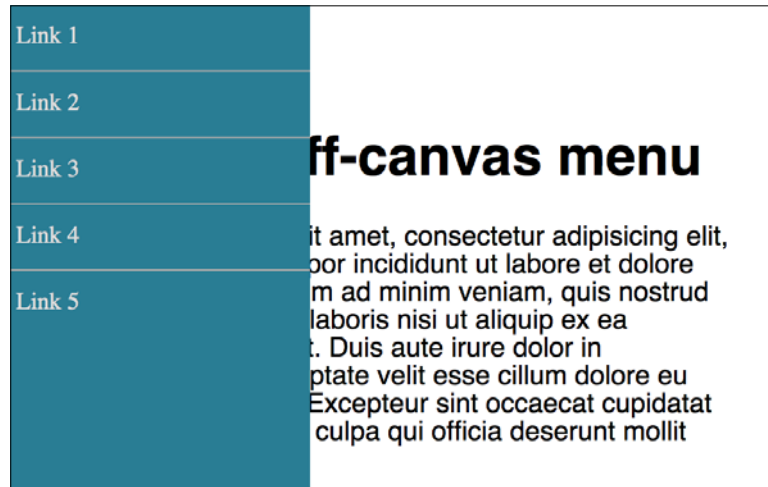 Link 1
Link 2
Link 3
Link 4
Link 5
ff-canvas menu
it amet, consectetur adipisicing elit,
por incididunt ut labore et dolore
m ad minim veniam, quis nostrud
laboris nisi ut aliquip ex ea
t. Duis aute irure dolor in
ptate velit esse cillum dolore eu
Excepteur sint occaecat cupidatat
culpa qui officia deserunt mollit